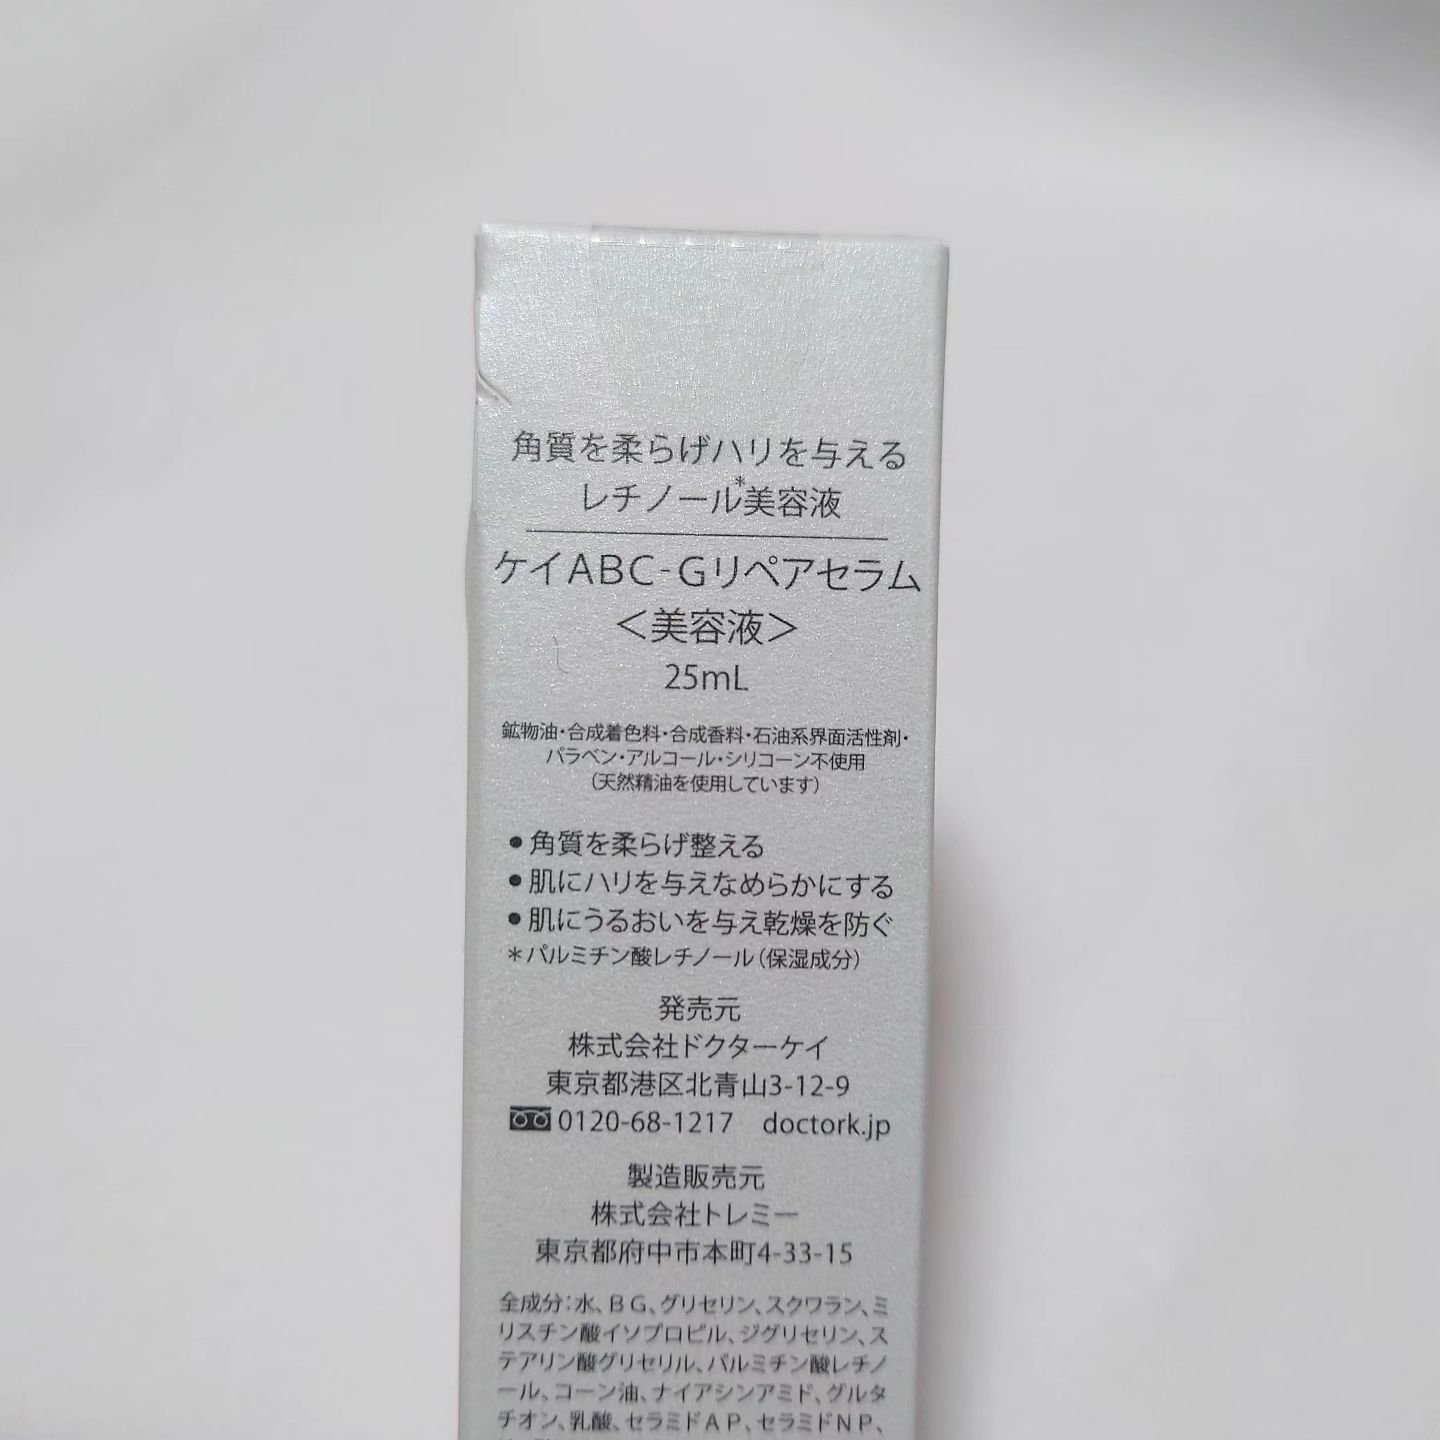 角質を柔らげハリを与える
レチノール*美容液
ケイABC-Gリペアセラム
＜美容液＞
25mL
鉱物油・合成着色料・合成香料・石油系界面活性剤・
パラベン・アルコール・シリコーン不使用
（天然精油を使用しています）
●角質を柔らげ整える
●肌にハリを与えなめらかにする
●肌にうるおいを与え乾燥を防ぐ
＊パルミチン酸レチノール（保湿成分）
発売元
株式会社ドクターケイ
東京都港区北青山3-12-9
0120-68-1217 doctork.jp
製造販売元
株式会社トレミー
東京都府中市本町4-33-15
全成分：水、BG、グリセリン、スクワラン、ミ
リスチン酸イソプロピル、ジグリセリン、ス
テアリン酸グリセリル、パルミチン酸レチノ
ール、コーン油、ナイアシンアミド、グルタ
チオン、乳酸、セラミドAP、セラミドNP、